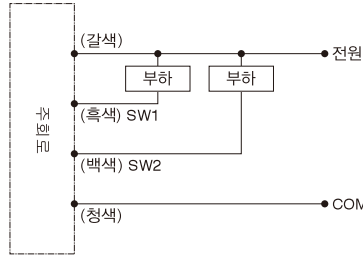 (갈색)
전원
부하 부하
(흑색) SW1
주회로
(백색) SW2
(청색)
COM